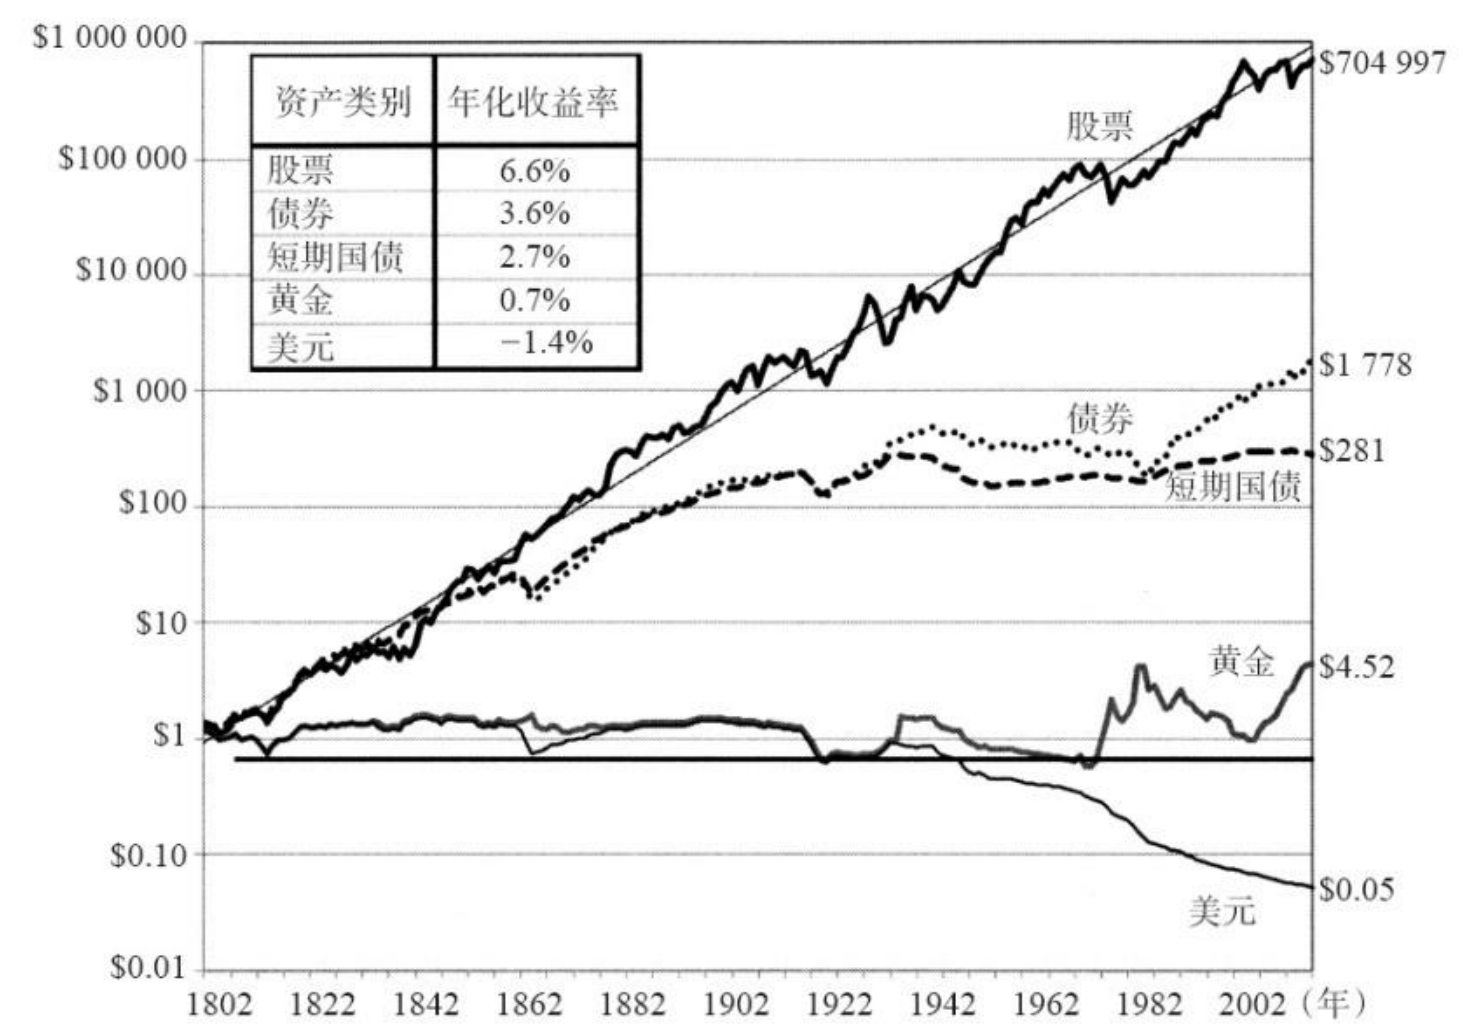 $1 000 000
$100 000
$10 000
$1 000
$100
$10
$1
$0.10
$0.01
资产类别 年化收益率
股票 6.6%
债券 3.6%
短期国债 2.7%
黄金 0.7%
美元 −1.4%
股票
$704 997
债券
$1 778
短期国债
$281
黄金
$4.52
美元
$0.05
1802 1822 1842 1862 1882 1902 1922 1942 1962 1982 2002 (年)